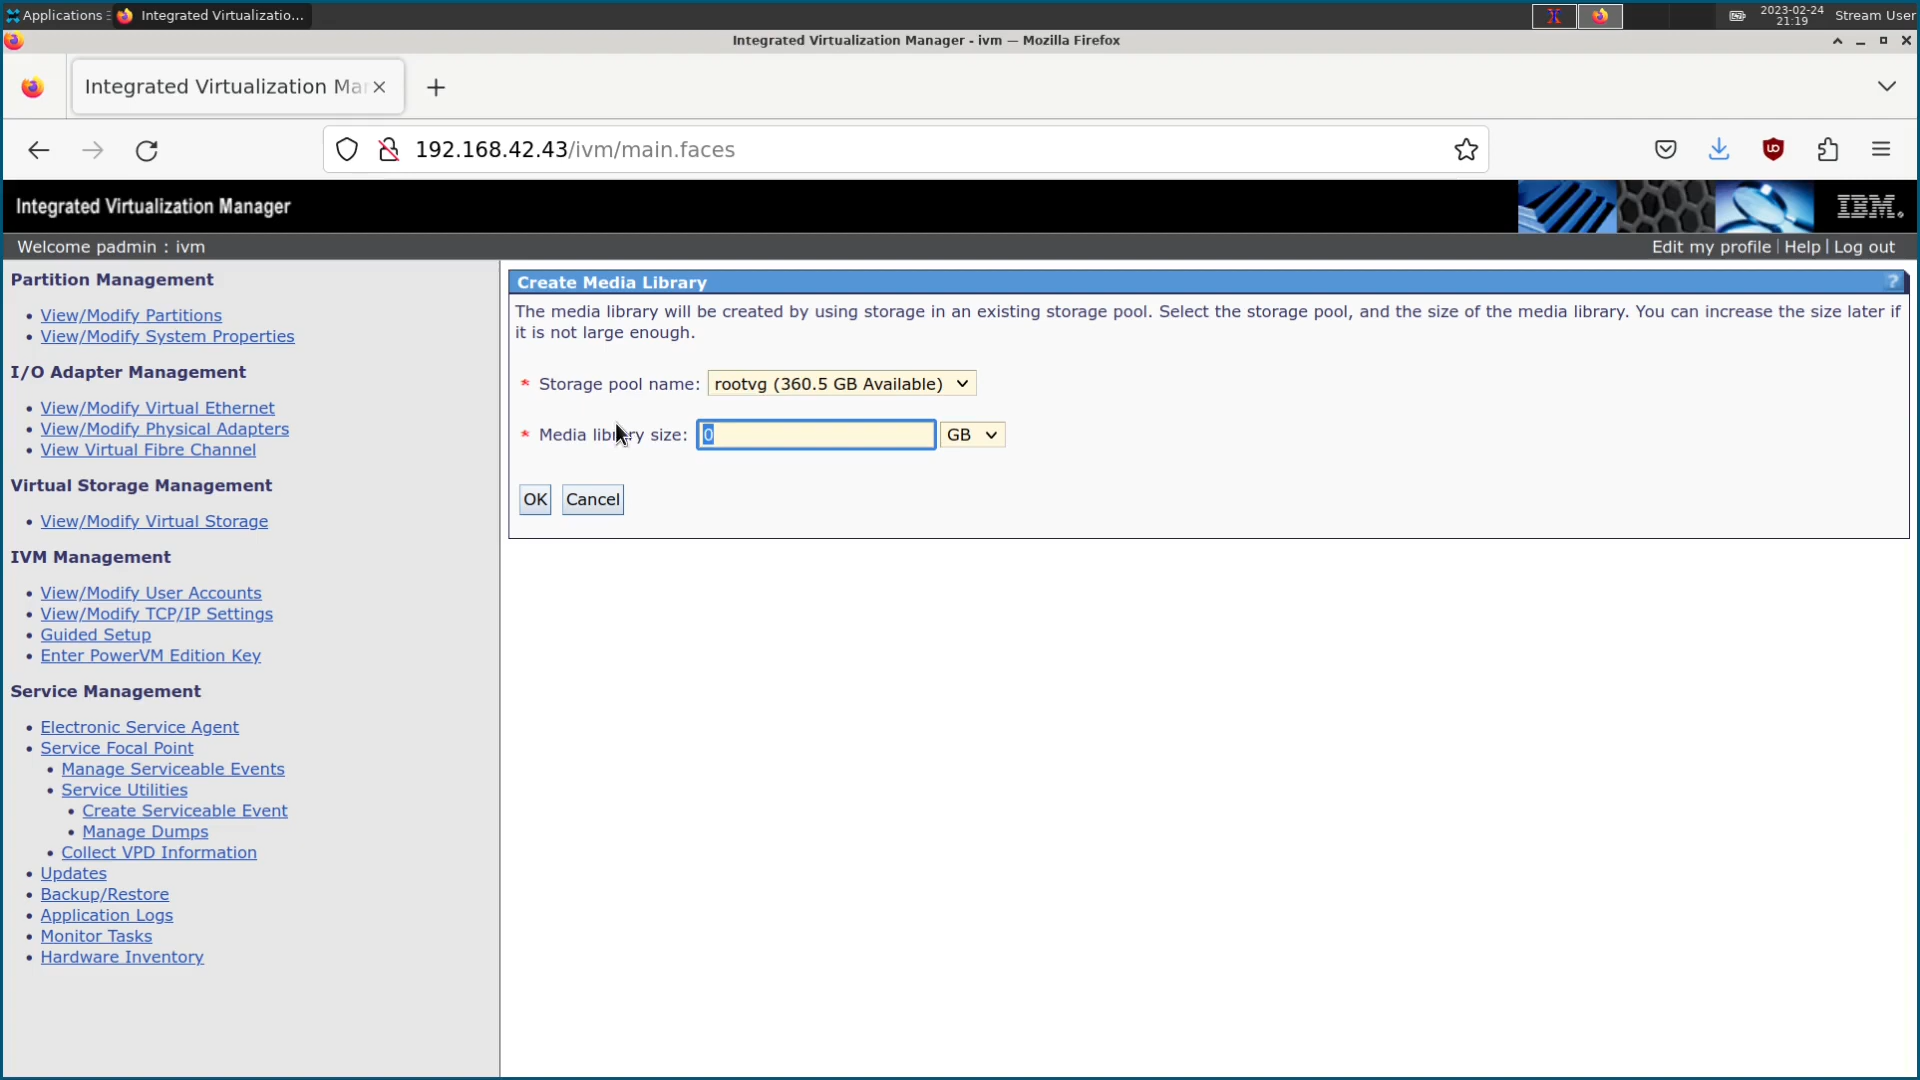 Applications
Integrated Virtualizatio...
2023-02-24
21:19
Stream User
Integrated Virtualization Manager - ivm — Mozilla Firefox
Integrated Virtualization Ma
192.168.42.43/ivm/main.faces
Integrated Virtualization Manager
IBM.
Welcome padmin : ivm
Edit my profile | Help | Log out
Partition Management
• View/Modify Partitions
• View/Modify System Properties
I/O Adapter Management
• View/Modify Virtual Ethernet
• View/Modify Physical Adapters
• View Virtual Fibre Channel
Virtual Storage Management
• View/Modify Virtual Storage
IVM Management
• View/Modify User Accounts
• View/Modify TCP/IP Settings
• Guided Setup
• Enter PowerVM Edition Key
Service Management
• Electronic Service Agent
• Service Focal Point
• Manage Serviceable Events
• Service Utilities
• Create Serviceable Event
• Manage Dumps
• Collect VPD Information
• Updates
• Backup/Restore
• Application Logs
• Monitor Tasks
• Hardware Inventory
Create Media Library
?
The media library will be created by using storage in an existing storage pool. Select the storage pool, and the size of the media library. You can increase the size later if
it is not large enough.
* Storage pool name: rootvg (360.5 GB Available)
* Media library size: 0 GB
OK Cancel